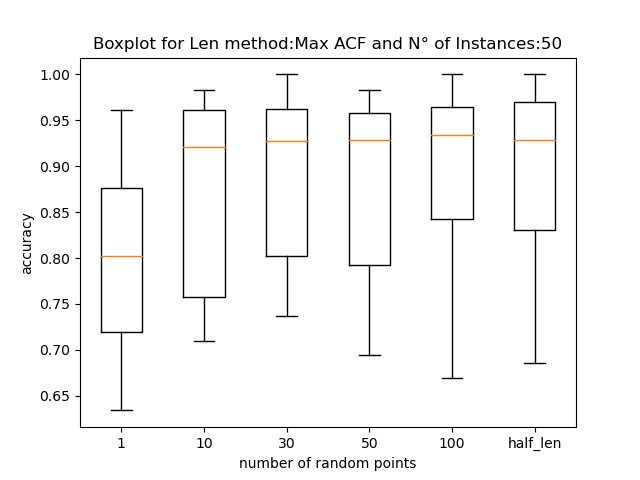 Boxplot for Len method:Max ACF and N° of Instances:50
1.00
0.95
0.90
0.85
0.80
0.75
0.70
0.65
accuracy
1 10 30 50 100 half_len
number of random points